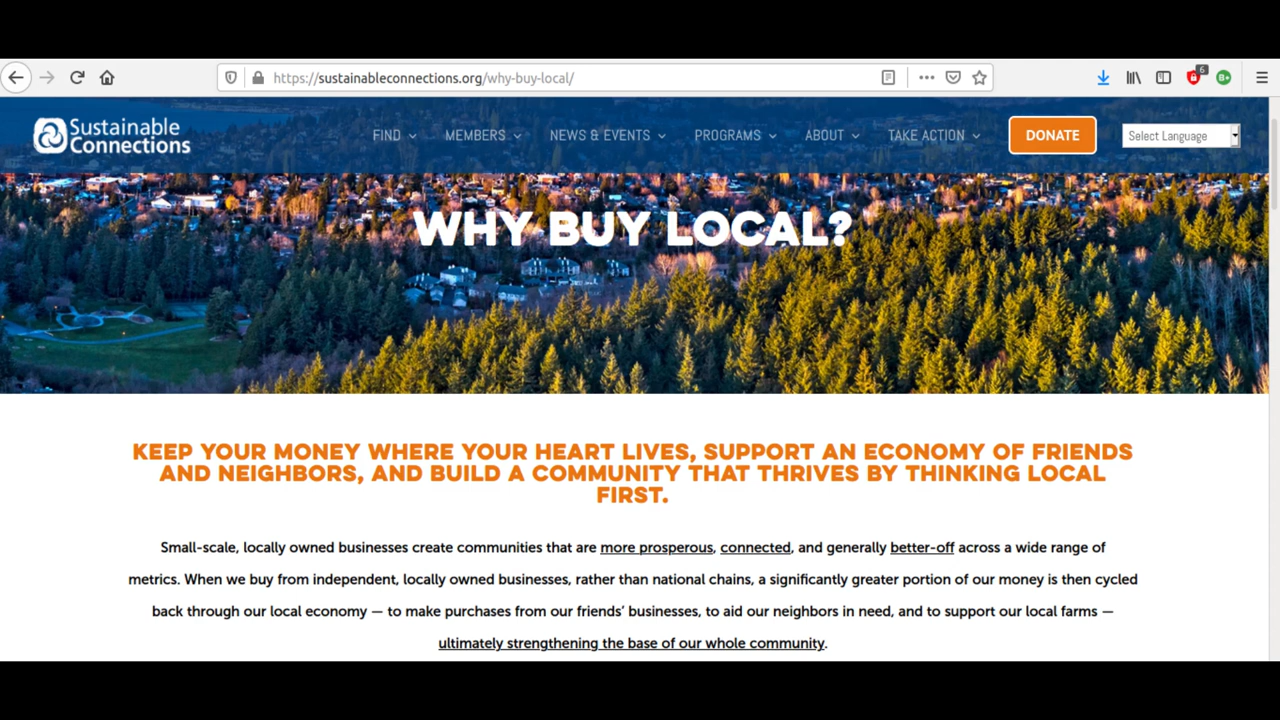 https://sustainableconnections.org/why-buy-local/
6
B+
Sustainable
Connections
FIND
MEMBERS
NEWS & EVENTS
PROGRAMS
ABOUT
TAKE ACTION
DONATE
Select Language
WHY BUY LOCAL?
KEEP YOUR MONEY WHERE YOUR HEART LIVES, SUPPORT AN ECONOMY OF FRIENDS
AND NEIGHBORS, AND BUILD A COMMUNITY THAT THRIVES BY THINKING LOCAL
FIRST.
Small-scale, locally owned businesses create communities that are more prosperous, connected, and generally better-off across a wide range of
metrics. When we buy from independent, locally owned businesses, rather than national chains, a significantly greater portion of our money is then cycled
back through our local economy — to make purchases from our friends’ businesses, to aid our neighbors in need, and to support our local farms —
ultimately strengthening the base of our whole community.